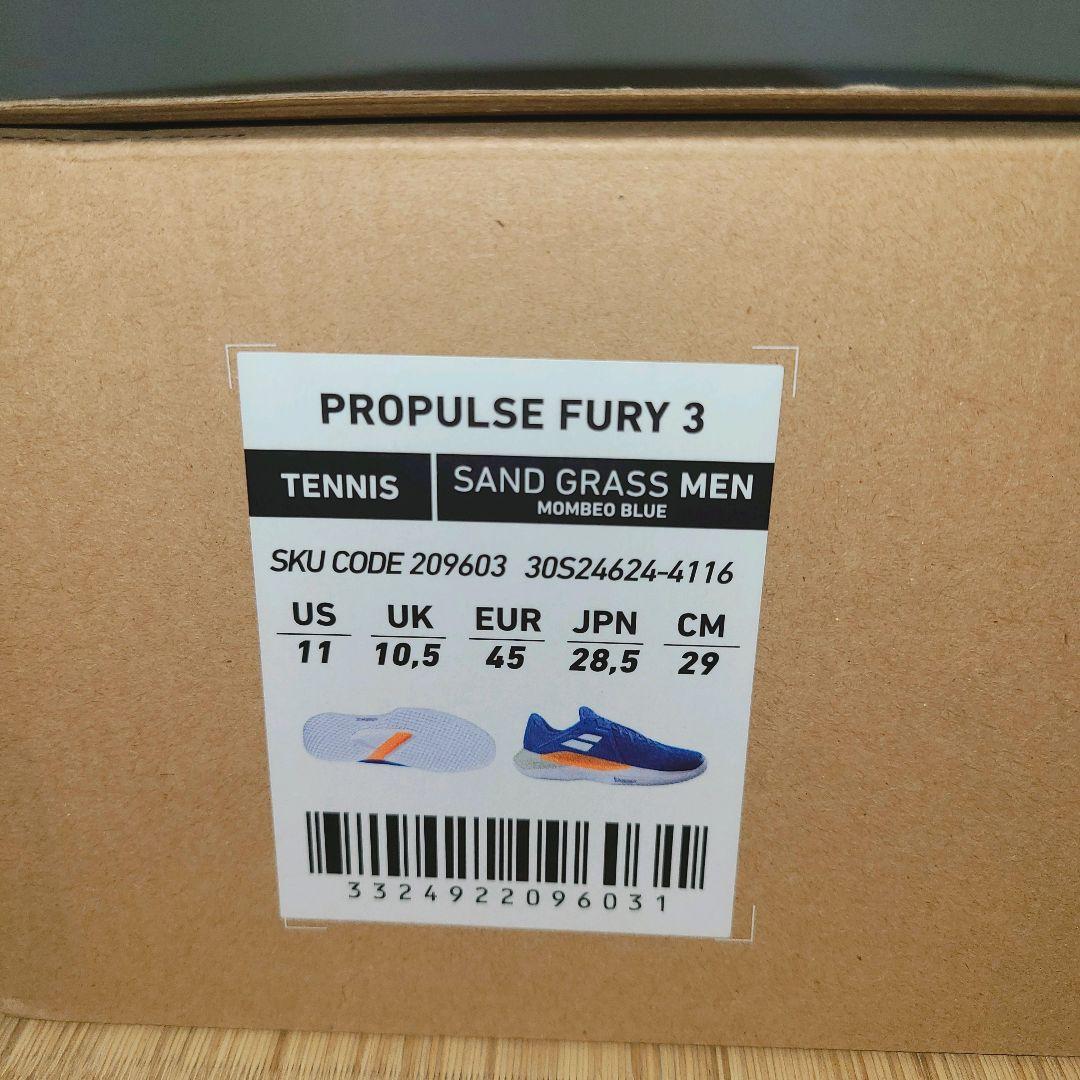 PROPULSE FURY 3
TENNIS
SAND GRASS MEN
MOMBEO BLUE
SKU CODE 209603 30S24624-4116
US UK EUR JPN CM
11 10,5 45 28,5 29
3324922096031